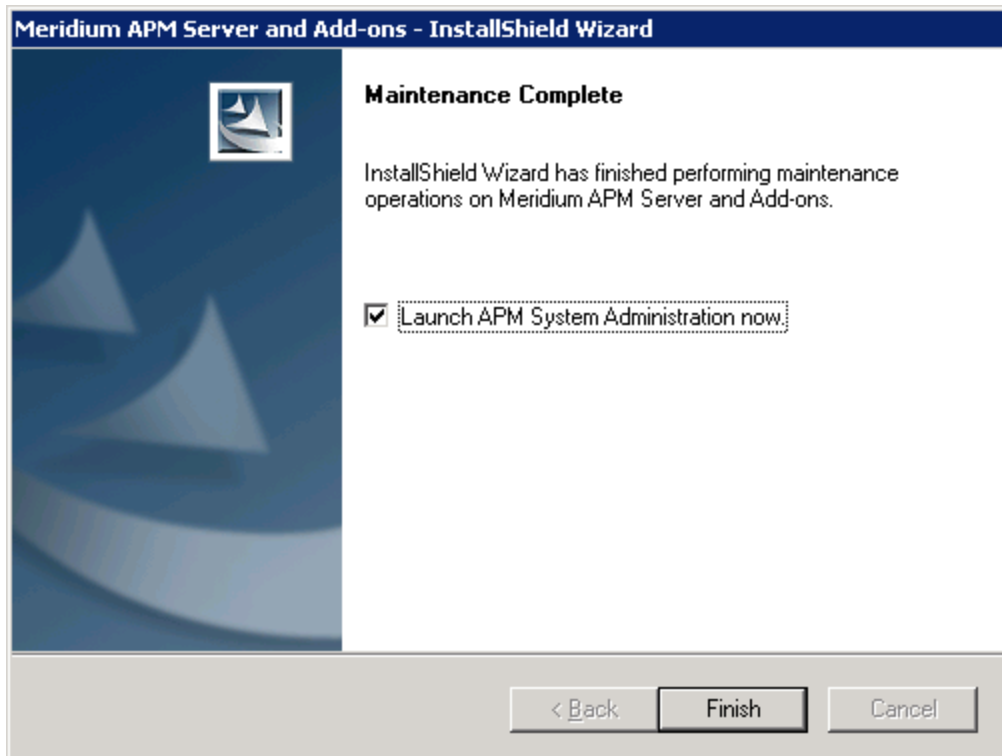 Meridium APM Server and Add-ons - InstallShield Wizard
Maintenance Complete
InstallShield Wizard has finished performing maintenance
operations on Meridium APM Server and Add-ons.
Launch APM System Administration now.
< Back
Finish
Cancel